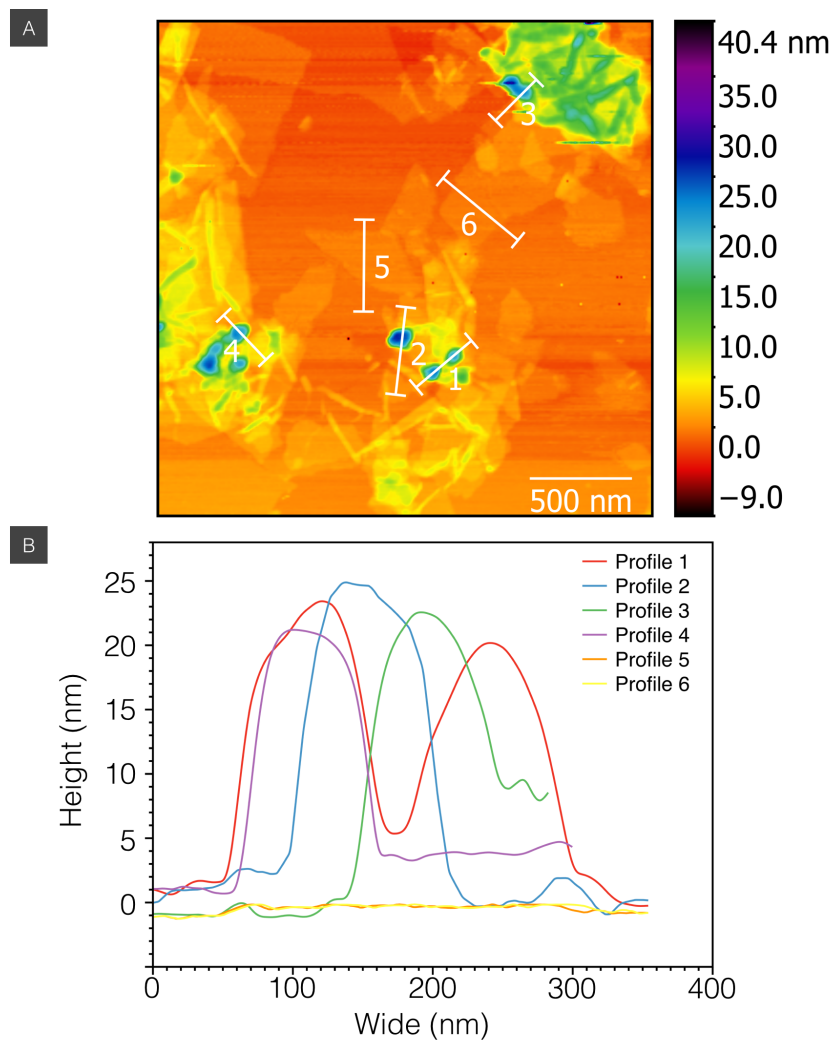 A
40.4 nm
35.0
30.0
25.0
20.0
15.0
10.0
5.0
0.0
−9.0
3
6
5
4
2
1
500 nm
B
Profile 1
Profile 2
Profile 3
Profile 4
Profile 5
Profile 6
25
20
15
10
5
0
Height (nm)
0 100 200 300 400
Wide (nm)